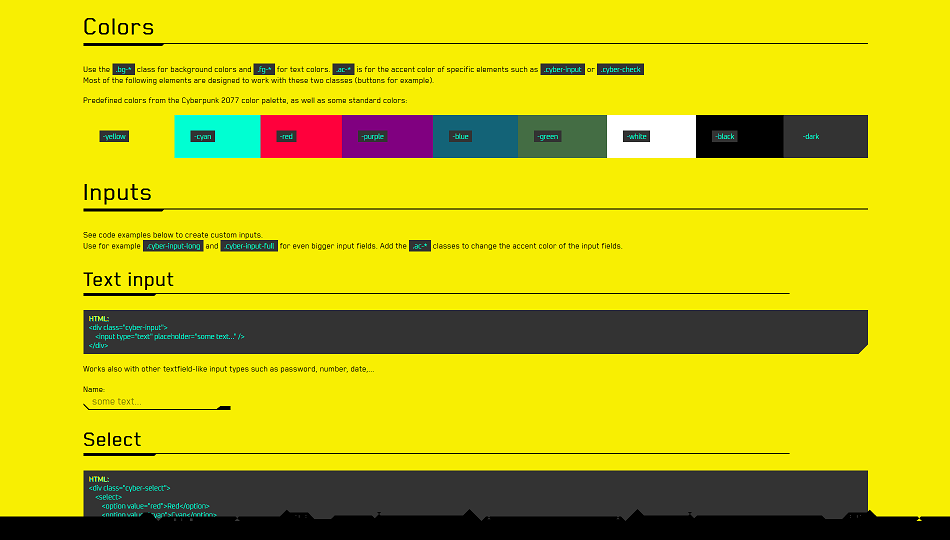 Colors
Use the .bg-* class for background colors and .fg-* for text colors. .ac-* is for the accent color of specific elements such as .cyber-input or .cyber-check
Most of the following elements are designed to work with these two classes (buttons for example).
Predefined colors from the Cyberpunk 2077 color palette, as well as some standard colors:
-yellow -cyan -red -purple -blue -green -white -black -dark
Inputs
See code examples below to create custom inputs.
Use for example .cyber-input-long and .cyber-input-full for even bigger input fields. Add the .ac-* classes to change the accent color of the input fields.
Text input
HTML:
<div class="cyber-input">
<input type="text" placeholder="some text..." />
</div>
Works also with other textfield-like input types such as password, number, date,...
Name:
some text...
Select
HTML:
<div class="cyber-select">
<select>
<option value="red">Red</option>
<option value="cyan">Cyan</option>